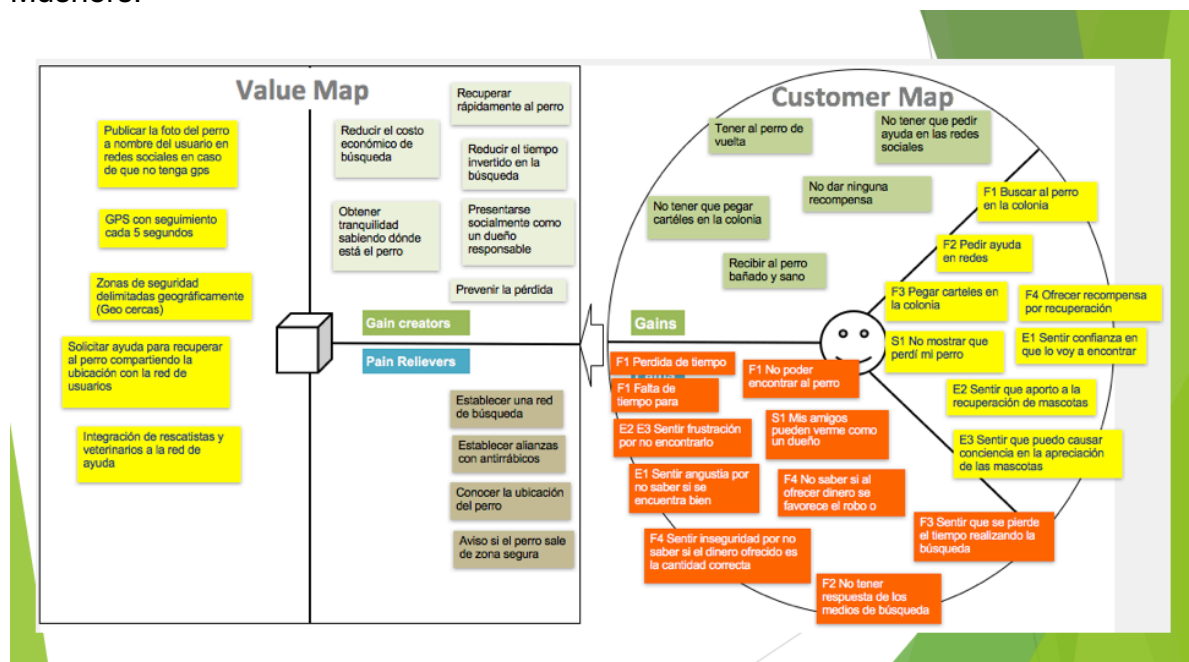 Value Map
Publicar la foto del perro
a nombre del usuario en
redes sociales en caso
de que no tenga gps
GPS con seguimiento
cada 5 segundos
Zonas de seguridad
delimitadas geográficamente
(Geo cercas)
Solicitar ayuda para recuperar
al perro compartiendo la
ubicación con la red de
usuarios
Integración de rescatistas y
veterinarios a la red de
ayuda
Recuperar
rápidamente al perro
Reducir el costo
económico de
búsqueda
Reducir el tiempo
invertido en la
búsqueda
Obtener
tranquilidad
sabiendo dónde
está el perro
Presentarse
socialmente como
un dueño
responsable
Prevenir la pérdida
Gain creators
Pain Relievers
Establecer una red
de búsqueda
Establecer alianzas
con antirrábicos
Conocer la ubicación
del perro
Aviso si el perro sale
de zona segura
Customer Map
Tener al perro de
vuelta
No tener que pedir
ayuda en las redes
sociales
No dar ninguna
recompensa
No tener que pegar
cartéles en la colonia
Recibir al perro
bañado y sano
Gains
F1 Buscar al perro
en la colonia
F2 Pedir ayuda
en redes
F3 Pegar carteles en
la colonia
F4 Ofrecer recompensa
por recuperación
S1 No mostrar que
perdí mi perro
E1 Sentir confianza en
que lo voy a encontrar
E2 Sentir que aporto a la
recuperación de mascotas
E3 Sentir que puedo causar
conciencia en la apreciación
de las mascotas
F1 Perdida de tiempo
F1 No poder
encontrar al perro
F1 Falta de
tiempo para
E2 E3 Sentir frustración
por no encontrarlo
S1 Mis amigos
pueden verme como
un dueño
E1 Sentir angustia por
no saber si se
encuentra bien
F4 No saber si al
ofrecer dinero se
favorece el robo o
F3 Sentir que se pierde
el tiempo realizando la
búsqueda
F4 Sentir inseguridad por no
saber si el dinero ofrecido es
la cantidad correcta
F2 No tener
respuesta de los
medios de búsqueda